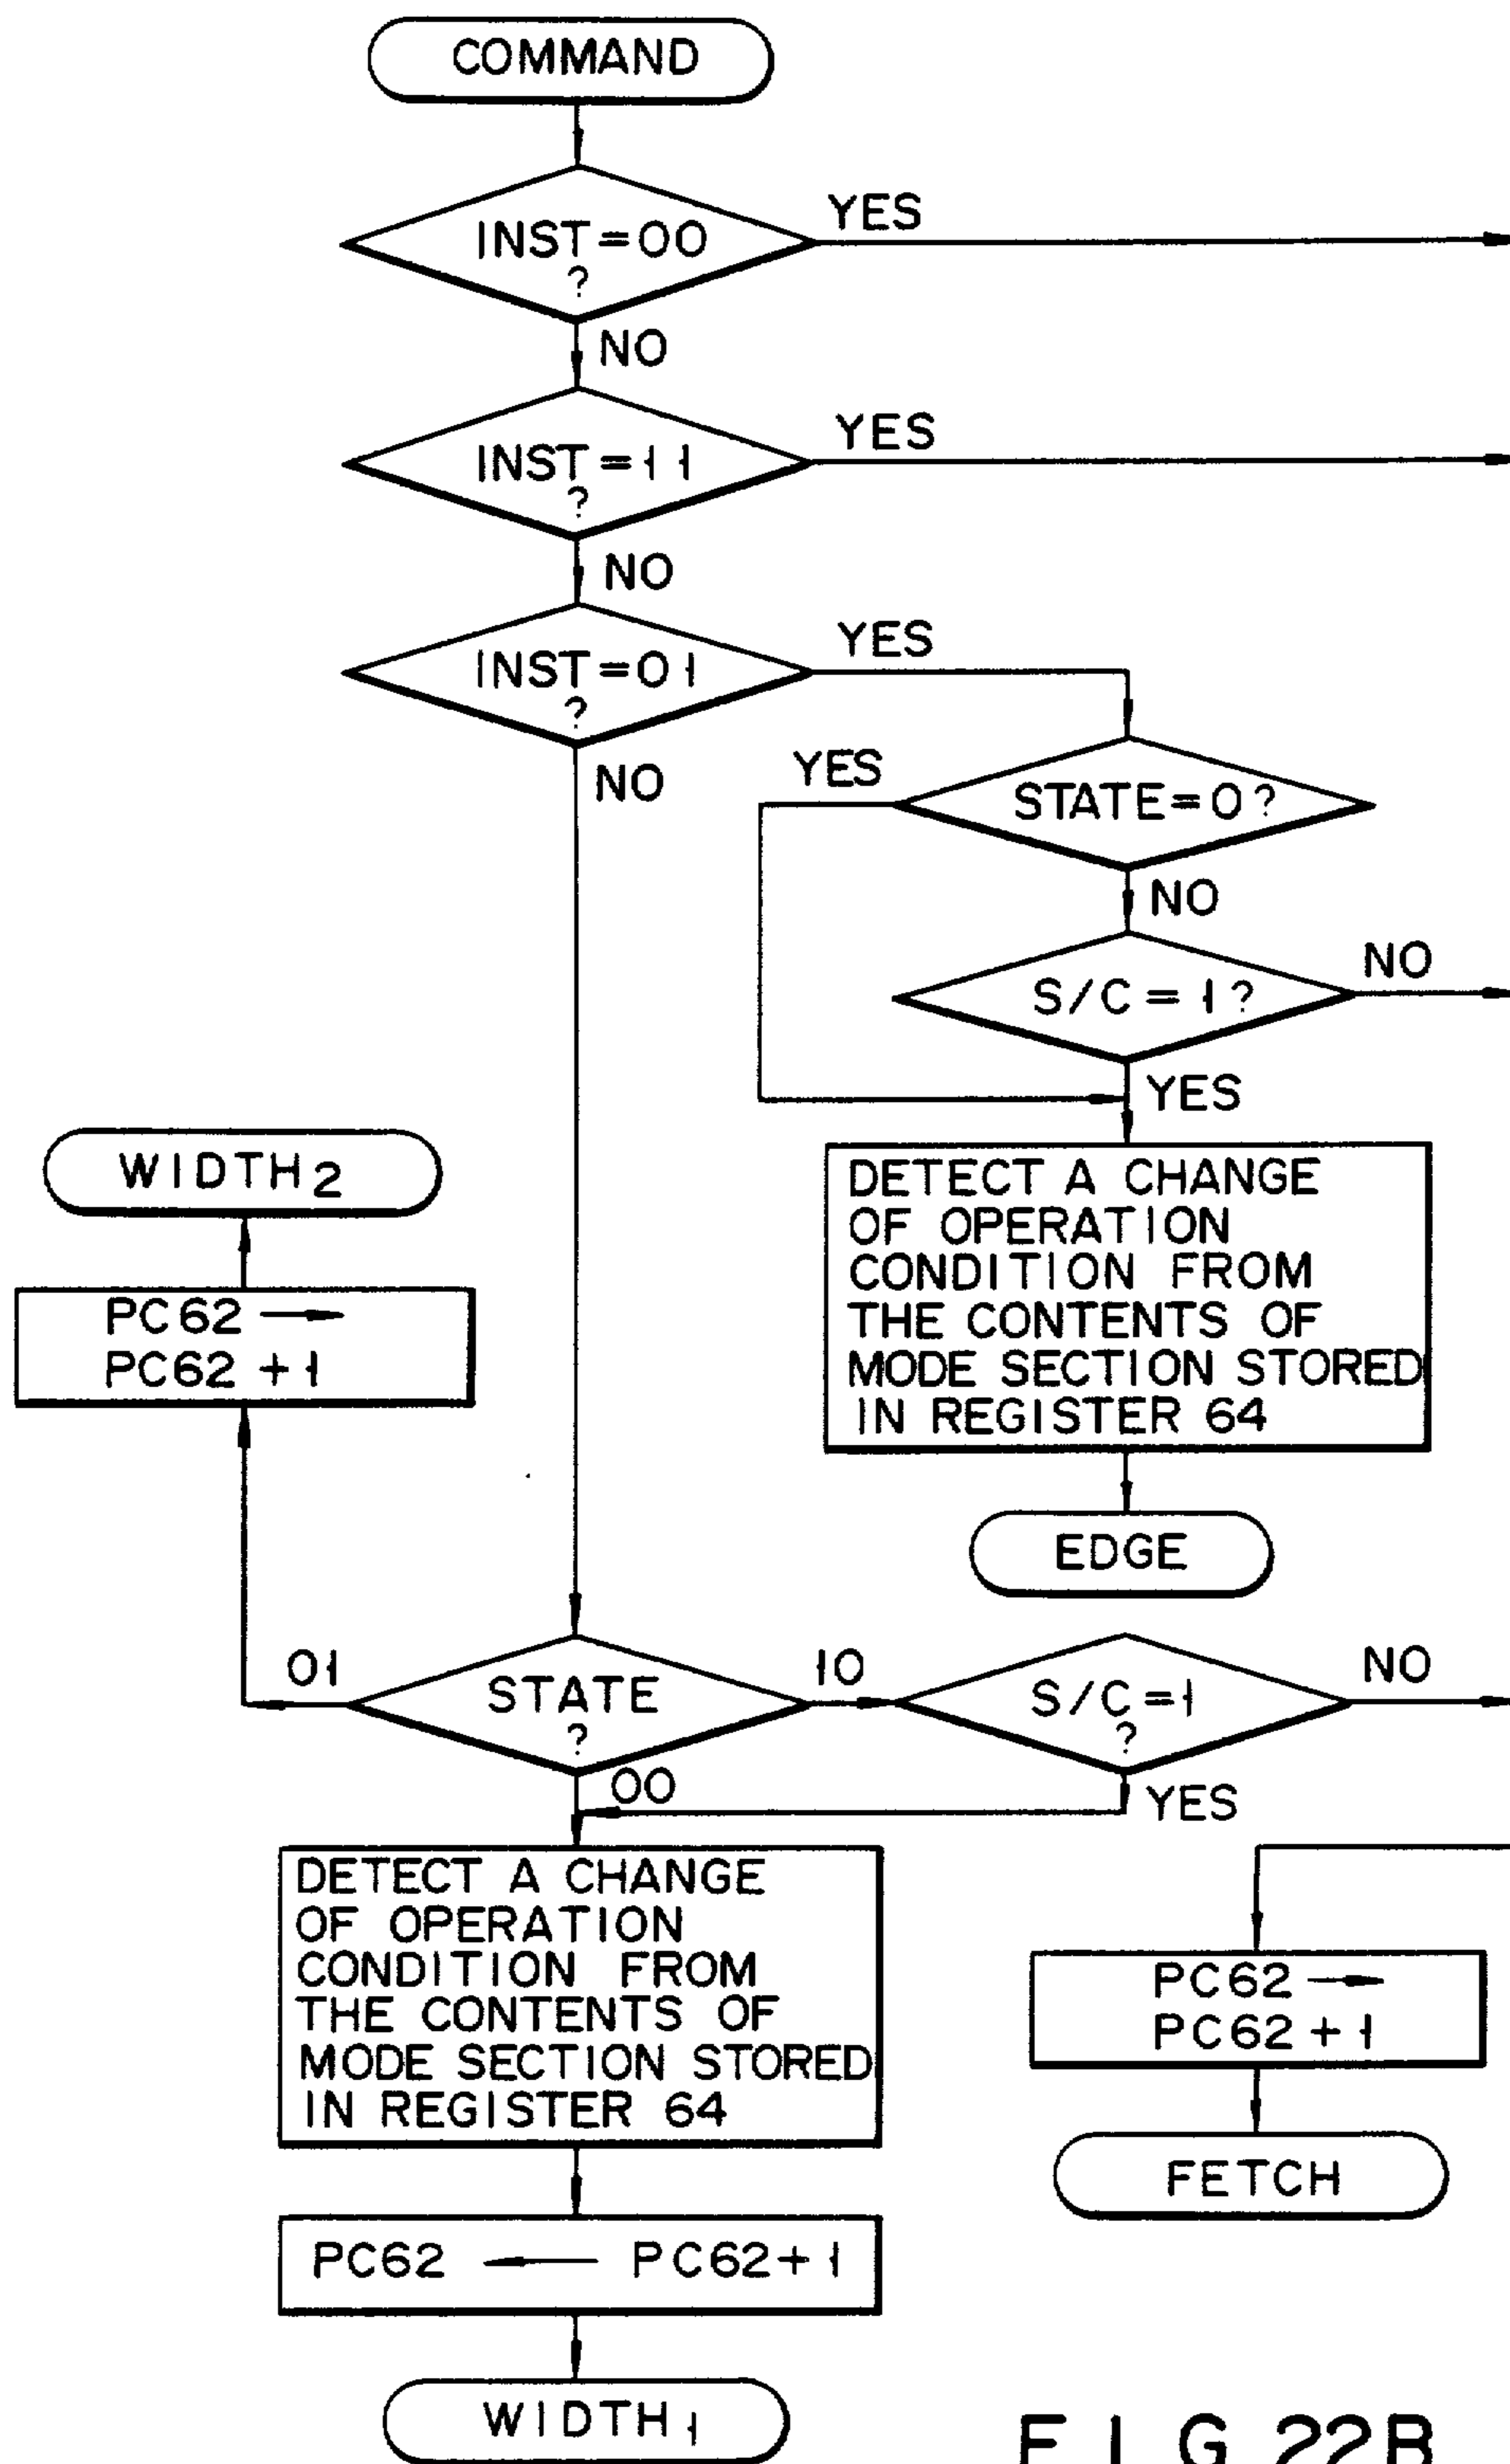 COMMAND
INST=00
?
YES
NO
INST=11
?
YES
NO
INST=01
?
YES
NO
YES
STATE=0?
NO
S/C=1?
NO
YES
DETECT A CHANGE
OF OPERATION
CONDITION FROM
THE CONTENTS OF
MODE SECTION STORED
IN REGISTER 64
EDGE
WIDTH2
PC62 →
PC62+1
01
STATE
?
10
00
S/C=1
?
NO
YES
DETECT A CHANGE
OF OPERATION
CONDITION FROM
THE CONTENTS OF
MODE SECTION STORED
IN REGISTER 64
PC62 ← PC62+1
WIDTH1
PC62 →
PC62+1
FETCH
FIG. 22B